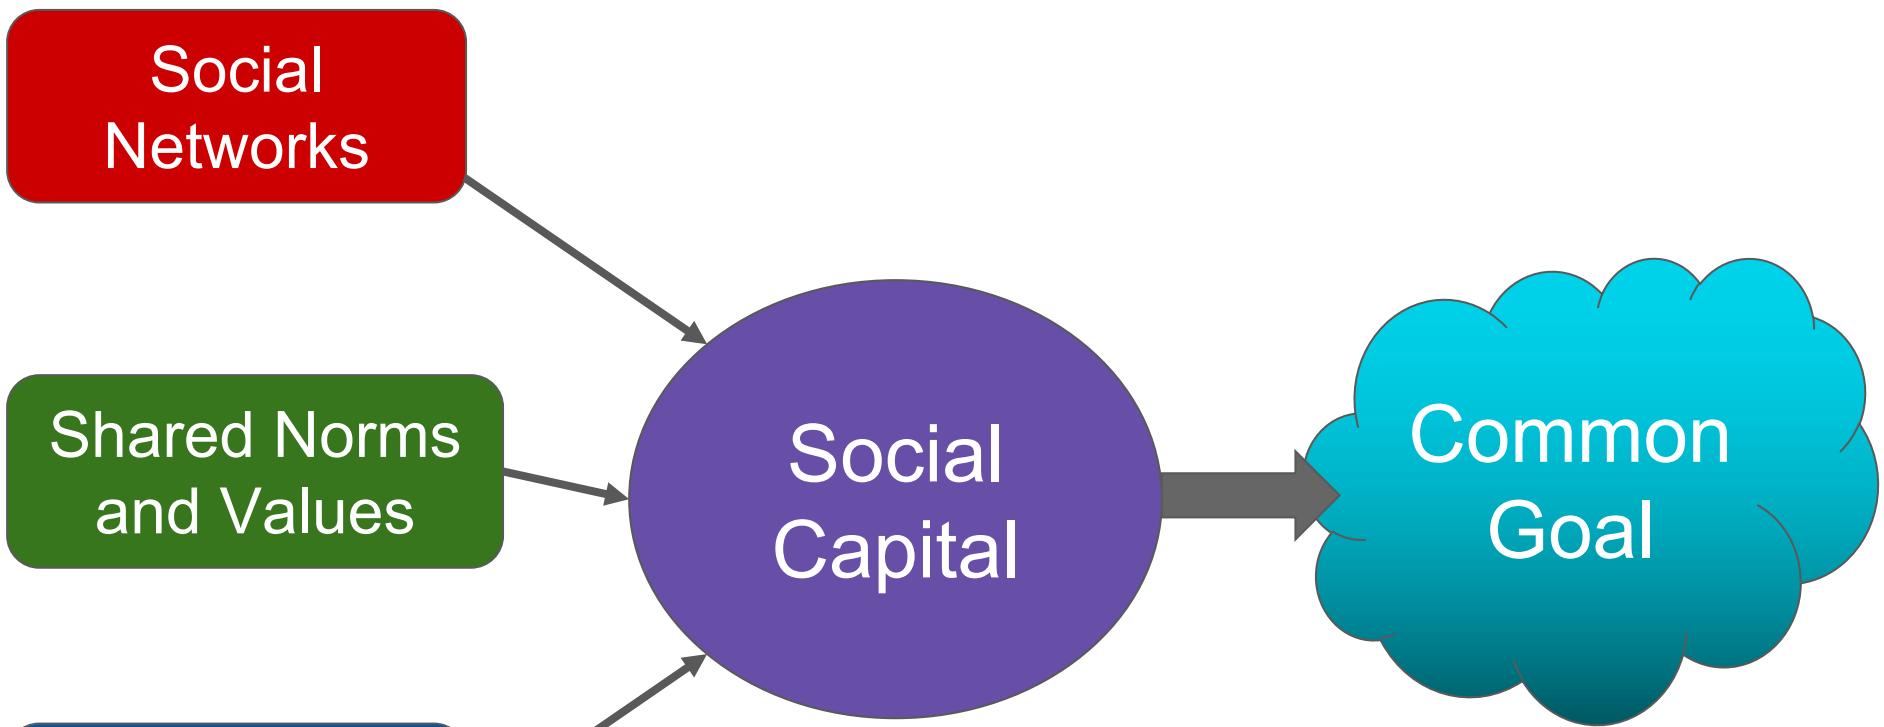 Social
Networks
Shared Norms
and Values
Social
Capital
Common
Goal